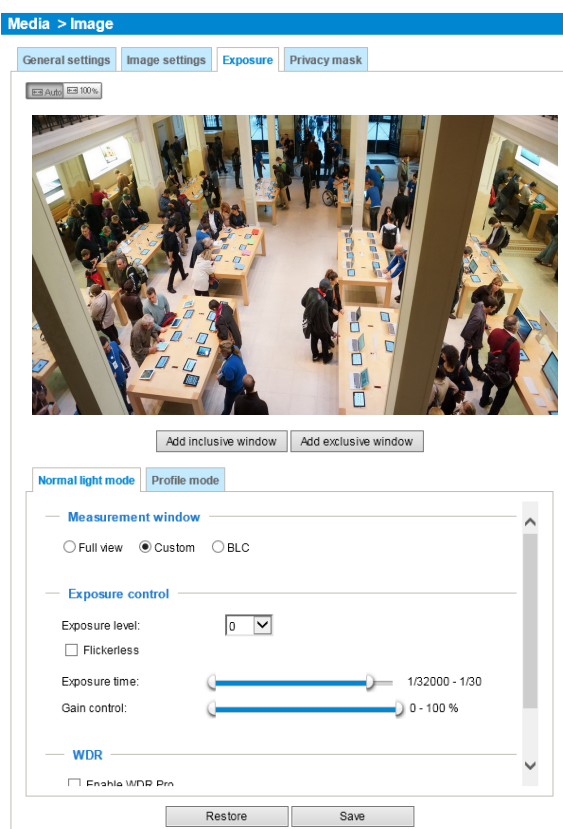 Media > Image
General settings Image settings Exposure Privacy mask
Auto 100%
Add inclusive window Add exclusive window
Normal light mode Profile mode
Measurement window
Full view Custom BLC
Exposure control
Exposure level: 0
Flickerless
Exposure time: 1/32000 - 1/30
Gain control: 0 - 100 %
WDR
Enable WDR Pro
Restore Save